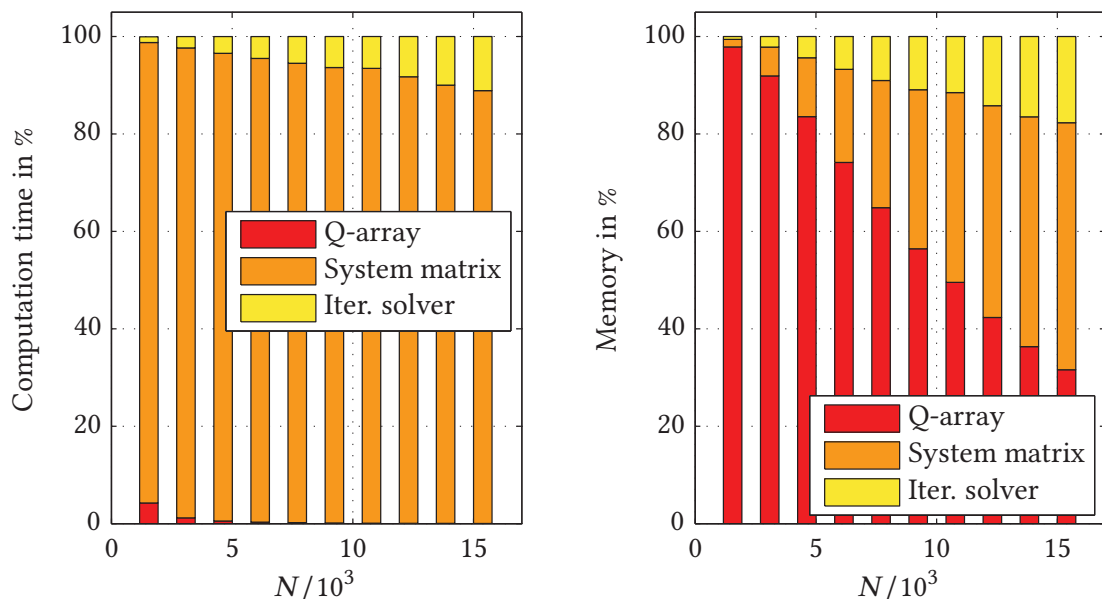 Computation time in %
100
80
60
40
20
0
0 5 10 15
N/10³
Q-array
System matrix
Iter. solver
Memory in %
100
80
60
40
20
0
0 5 10 15
N/10³
Q-array
System matrix
Iter. solver